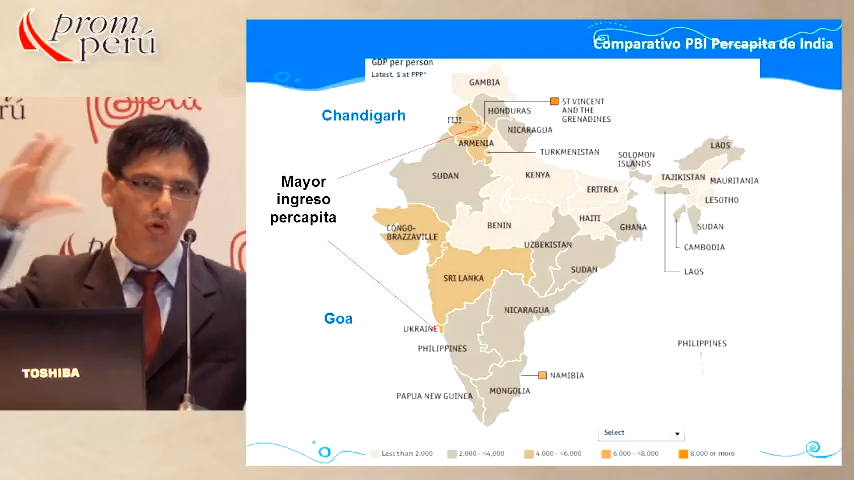 prom
perú
rú
Perú
TOSHIBA
Comparativo PBI Percapita de India
GDP per person
Latest, $ at PPP*
Chandigarh
Mayor
ingreso
percapita
Goa
GAMBIA
HONDURAS
ST VINCENT
AND THE
GRENADINES
FIJI
NICARAGUA
ARMENIA
TURKMENISTAN
SUDAN
KENYA
SOLOMON
ISLANDS
LAOS
TAJIKISTAN
MAURITANIA
ERITREA
LESOTHO
CONGO-
BRAZZAVILLE
BENIN
HAITI
GHANA
SUDAN
UZBEKISTAN
CAMBODIA
SRI LANKA
SUDAN
LAOS
NICARAGUA
UKRAINE
PHILIPPINES
PHILIPPINES
NAMIBIA
PAPUA NEW GUINEA
MONGOLIA
Select
Less than 2.000
2.000 - <4,000
4.000 - <6.000
6.000 - <8.000
8.000 or more